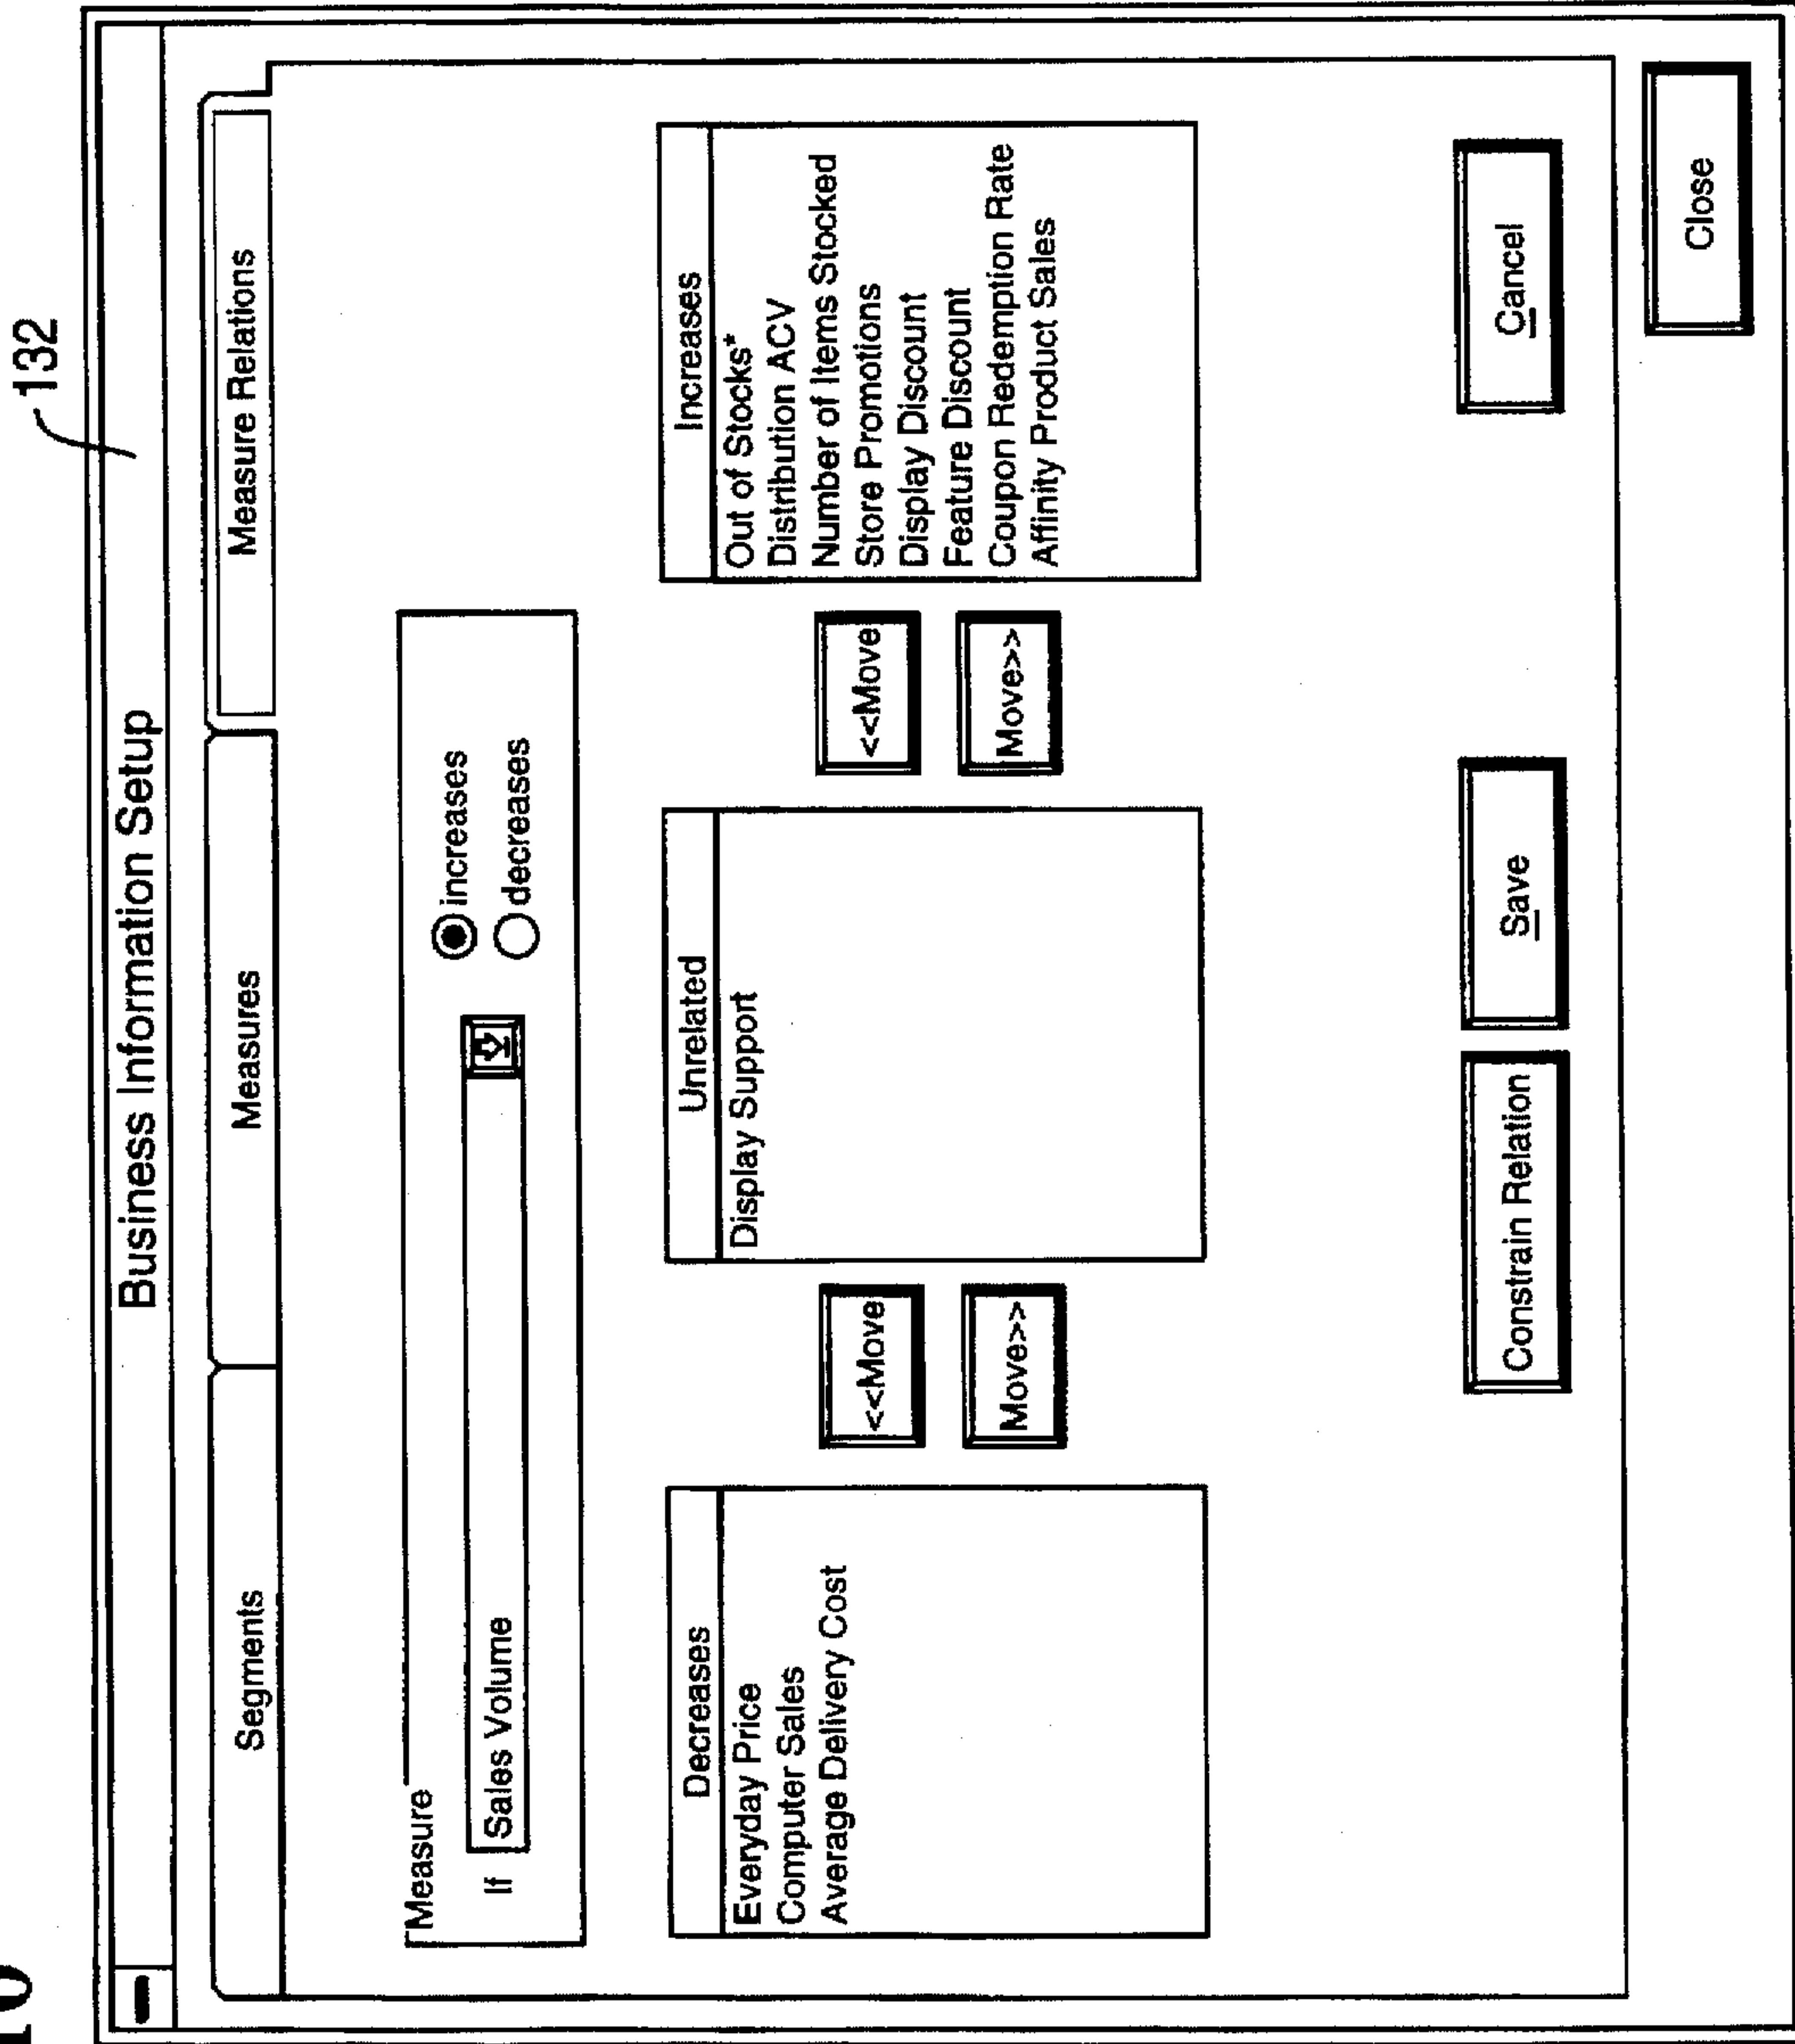 132
Business Information Setup
Segments
Measures
Measure Relations
Measure
If
Sales Volume
increases
decreases
Decreases
Everyday Price
Computer Sales
Average Delivery Cost
<<Move
Move>>
Unrelated
Display Support
<<Move
Move>>
Increases
Out of Stocks*
Distribution ACV
Number of Items Stocked
Store Promotions
Display Discount
Feature Discount
Coupon Redemption Rate
Affinity Product Sales
Constrain Relation
Save
Cancel
Close